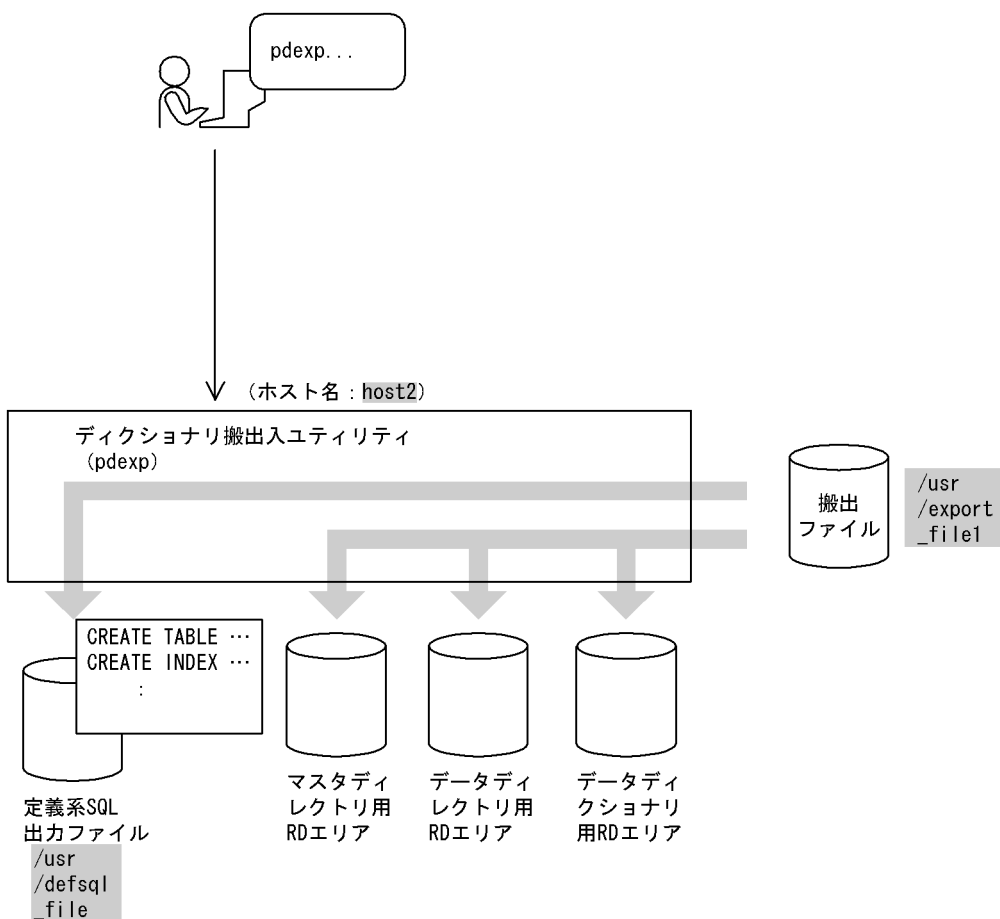 pdexp...
（ホスト名：host2）
ディクショナリ搬出入ユティリティ
（pdexp）
搬出
ファイル
/usr
/export
_file1
CREATE TABLE …
CREATE INDEX …
：
定義系SQL
出力ファイル
/usr
/defsql
_file
マスタディ
レクトリ用
RDエリア
データディ
レクトリ用
RDエリア
データディ
クショナリ
用RDエリア